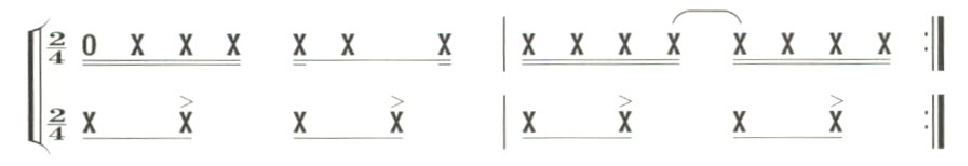 2/4 0 X X X X X X | X X X X X X X X :‖
2/4 X X X X | X X X X :‖